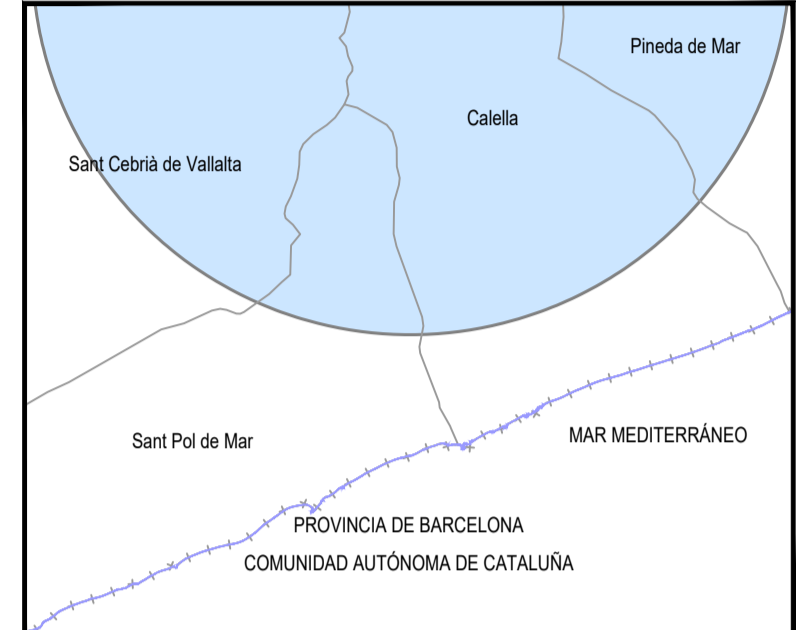 Pineda de Mar
Calella
Sant Cebrià de Vallalta
MAR MEDITERRÁNEO
Sant Pol de Mar
PROVINCIA DE BARCELONA
COMUNIDAD AUTÓNOMA DE CATALUÑA